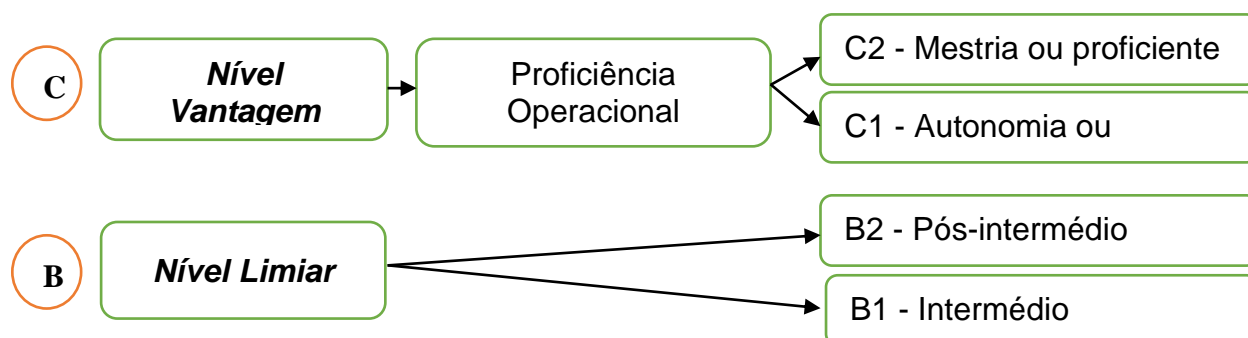 C
Nível
Vantagem
Proficiência
Operacional
C2 - Mestria ou proficiente
C1 - Autonomia ou
B
Nível Limiar
B2 - Pós-intermédio
B1 - Intermédio